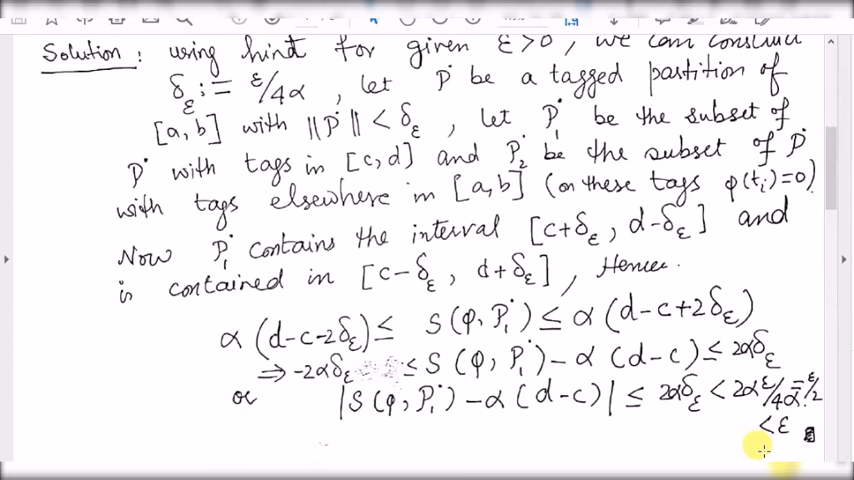 Solution : using hint for given ε>0, we can construct
δ_ε := ε/4α , let Ṗ be a tagged partition of
[a,b] with ||Ṗ|| < δ_ε , let Ṗ₁ be the subset of
Ṗ with tags in [c,d] and Ṗ₂ be the subset of Ṗ
with tags elsewhere in [a,b] (on these tags φ(t_i)=0)
Now Ṗ₁ contains the interval [c+δ_ε, d-δ_ε] and
is contained in [c-δ_ε, d+δ_ε], Hence
α (d-c-2δ_ε) ≤ S(φ, Ṗ₁) ≤ α (d-c+2δ_ε)
⇒ -2αδ_ε ≤ S(φ, Ṗ₁) - α (d-c) ≤ 2αδ_ε
or |S(φ, Ṗ₁) - α (d-c)| ≤ 2αδ_ε < 2α ε/4α = ε/2
< ε